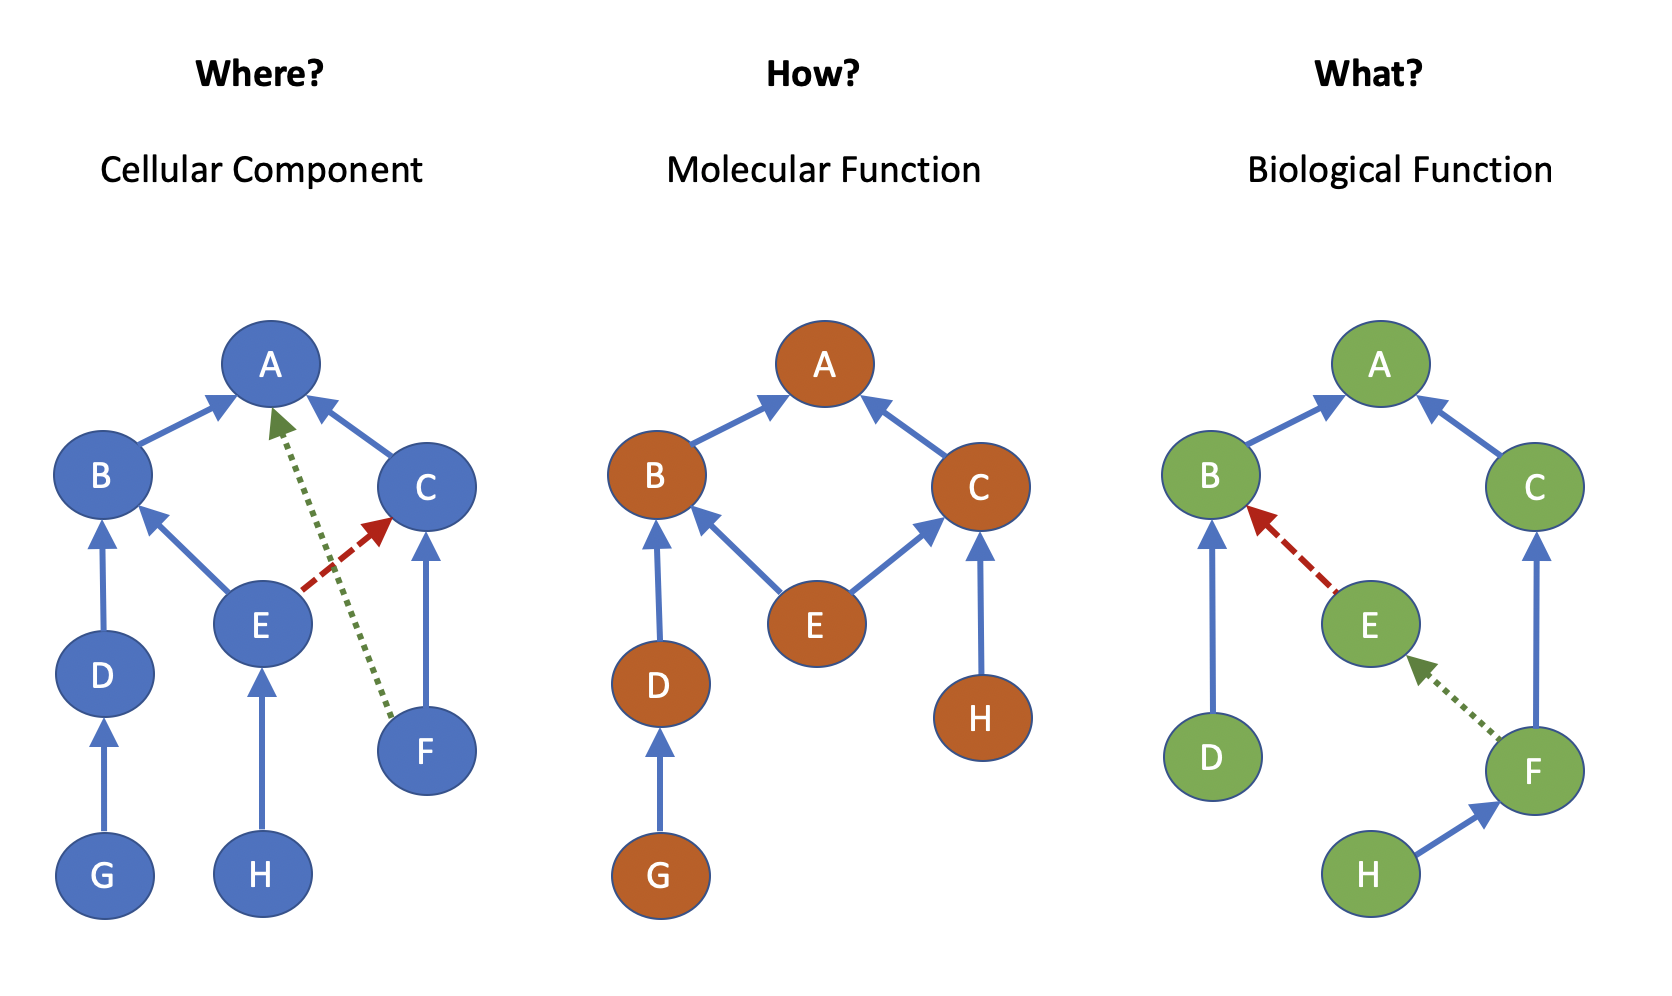 Where?
Cellular Component
A
B
C
E
D
F
G
H
How?
Molecular Function
A
B
C
E
D
H
G
What?
Biological Function
A
B
C
E
D
F
H